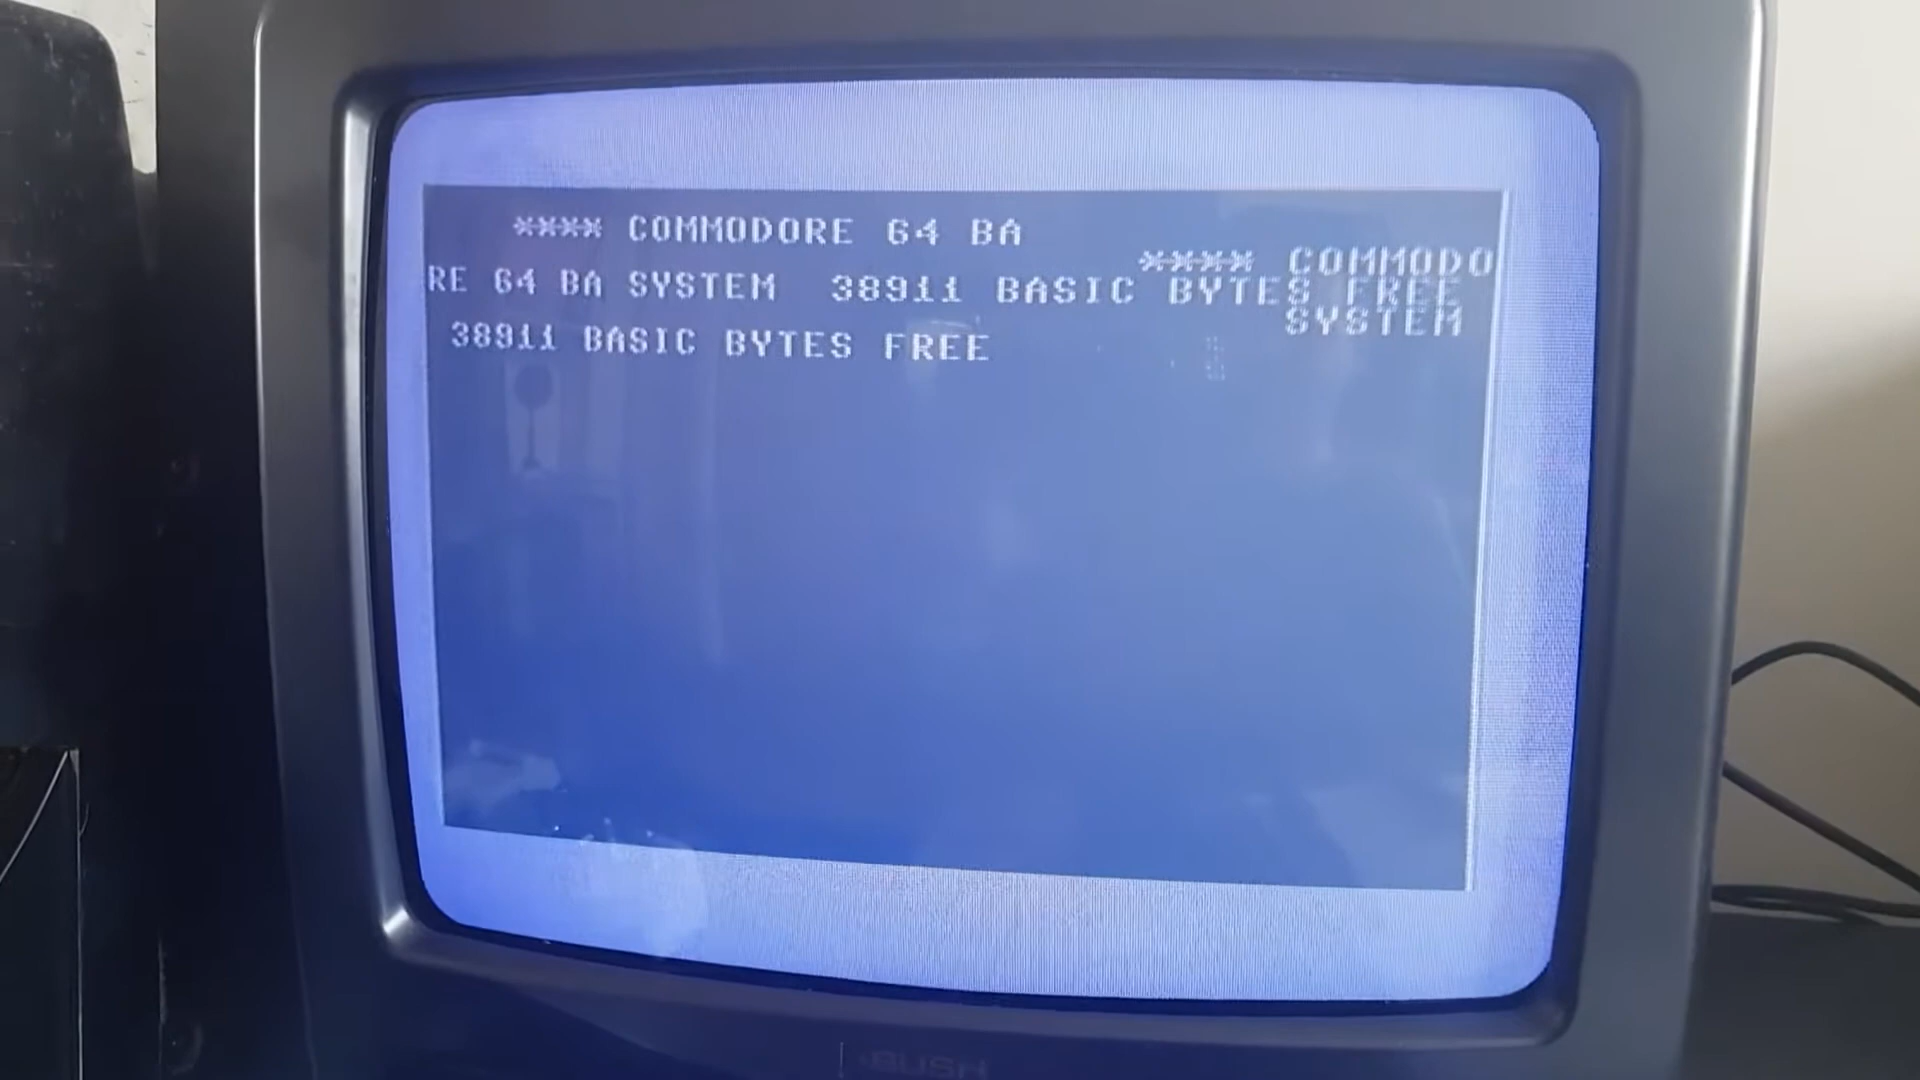 **** COMMODORE 64 BA
**** COMMODO
RE 64 BA SYSTEM 38911 BASIC BYTES FREE
SYSTEM
38911 BASIC BYTES FREE
BUSH